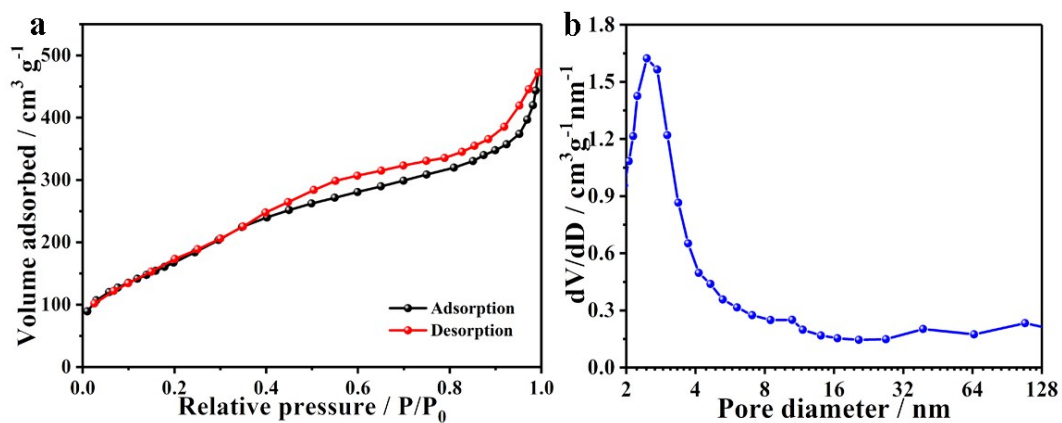 a
Volume adsorbed / cm³ g⁻¹
500
400
300
200
100
0
Adsorption
Desorption
0.0 0.2 0.4 0.6 0.8 1.0
Relative pressure / P/P₀
b
dV/dD / cm³g⁻¹nm⁻¹
1.8
1.5
1.2
0.9
0.6
0.3
0.0
2 4 8 16 32 64 128
Pore diameter / nm